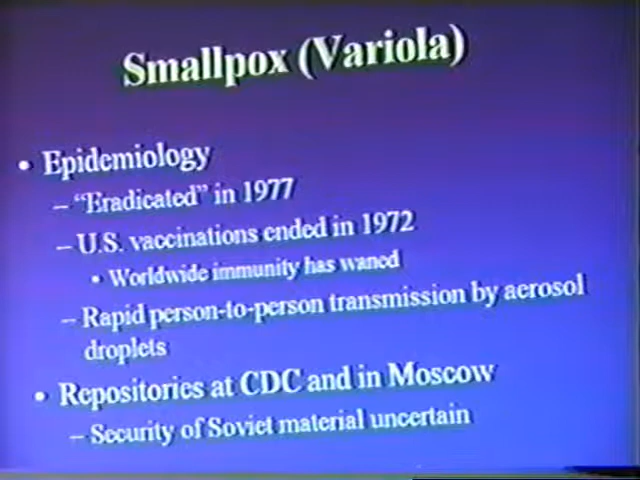 Smallpox (Variola)
• Epidemiology
– "Eradicated" in 1977
– U.S. vaccinations ended in 1972
• Worldwide immunity has waned
– Rapid person-to-person transmission by aerosol
droplets
• Repositories at CDC and in Moscow
– Security of Soviet material uncertain